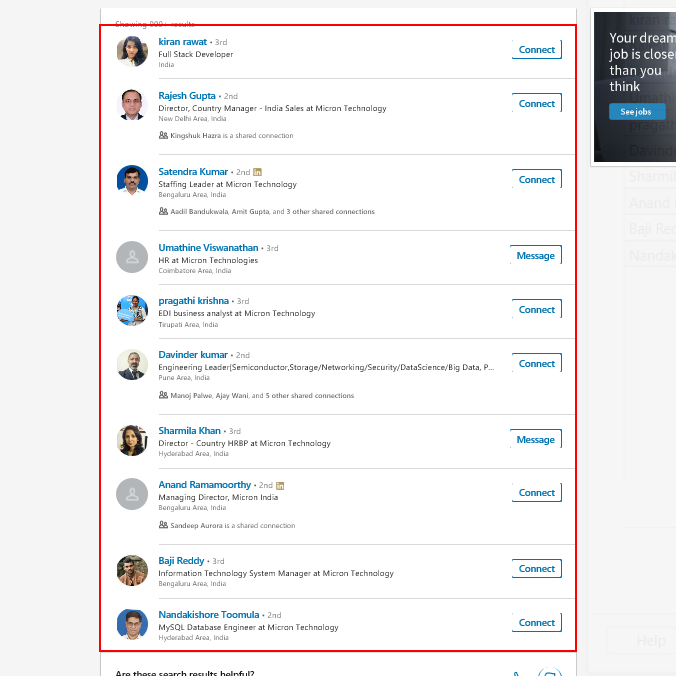 Showing 900+ results
kiran rawat • 3rd
Full Stack Developer
India
Connect
Rajesh Gupta • 2nd
Director, Country Manager - India Sales at Micron Technology
New Delhi Area, India
Kingshuk Hazra is a shared connection
Connect
Satendra Kumar • 2nd in
Staffing Leader at Micron Technology
Bengaluru Area, India
Aadil Bandukwala, Amit Gupta, and 3 other shared connections
Connect
Umathine Viswanathan • 3rd
HR at Micron Technologies
Coimbatore Area, India
Message
pragathi krishna • 3rd
EDI business analyst at Micron Technology
Tirupati Area, India
Connect
Davinder kumar • 2nd
Engineering Leader[Semiconductor,Storage/Networking/Security/DataScience/Big Data, P...
Pune Area, India
Manoj Palwe, Ajay Wani, and 5 other shared connections
Connect
Sharmila Khan • 3rd
Director - Country HRBP at Micron Technology
Hyderabad Area, India
Message
Anand Ramamoorthy • 2nd in
Managing Director, Micron India
Bengaluru Area, India
Sandeep Aurora is a shared connection
Connect
Baji Reddy • 3rd
Information Technology System Manager at Micron Technology
Bengaluru Area, India
Connect
Nandakishore Toomula • 2nd
MySQL Database Engineer at Micron Technology
Hyderabad Area, India
Connect
Are these search results helpful?
Your dream
job is close
than you
think
See jobs
Davind
Sharmil
Anand
Baji Red
Nandak
Help